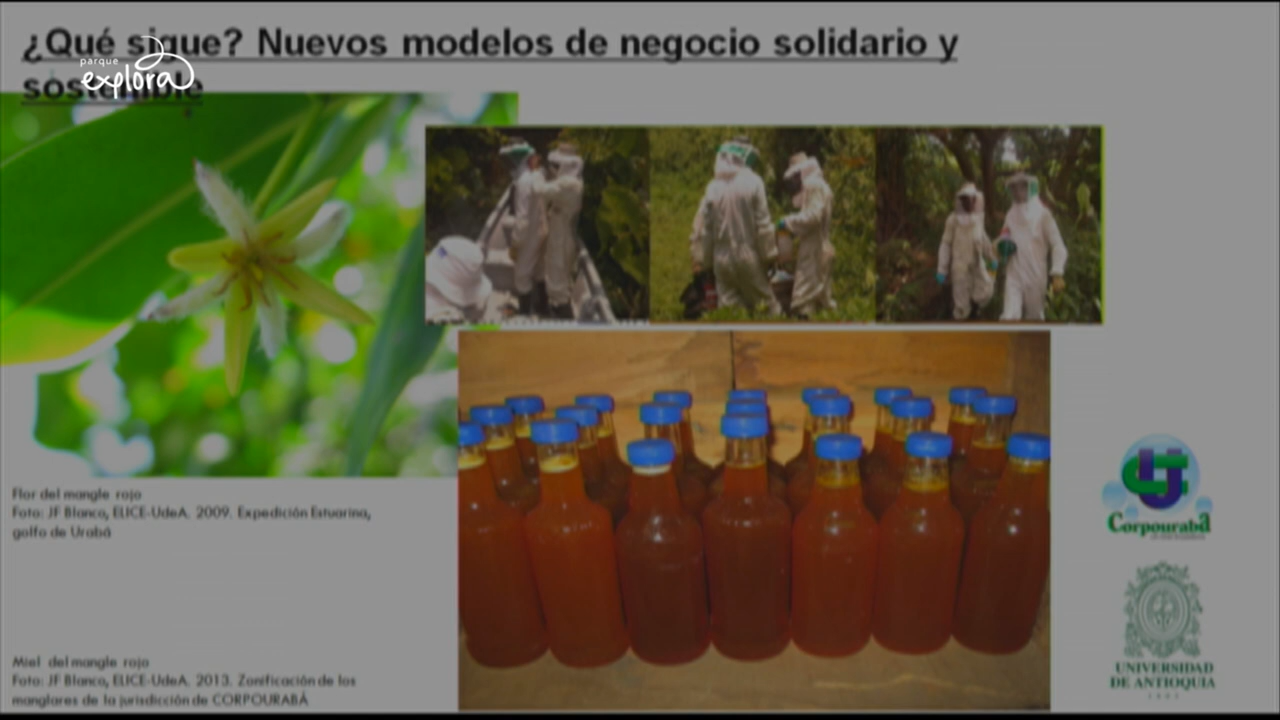 ¿Qué sigue? Nuevos modelos de negocio solidario y
sostenible
parque
explora
Flor del mangle rojo
Foto: JF Blanco, ELICE-UdeA. 2009. Expedición Estuarina,
golfo de Urabá
Miel del mangle rojo
Foto: JF Blanco, ELICE-UdeA. 2013. Zonificación de los
manglares de la jurisdicción de CORPOURABÁ
Corpourabá
UNIVERSIDAD
DE ANTIOQUIA